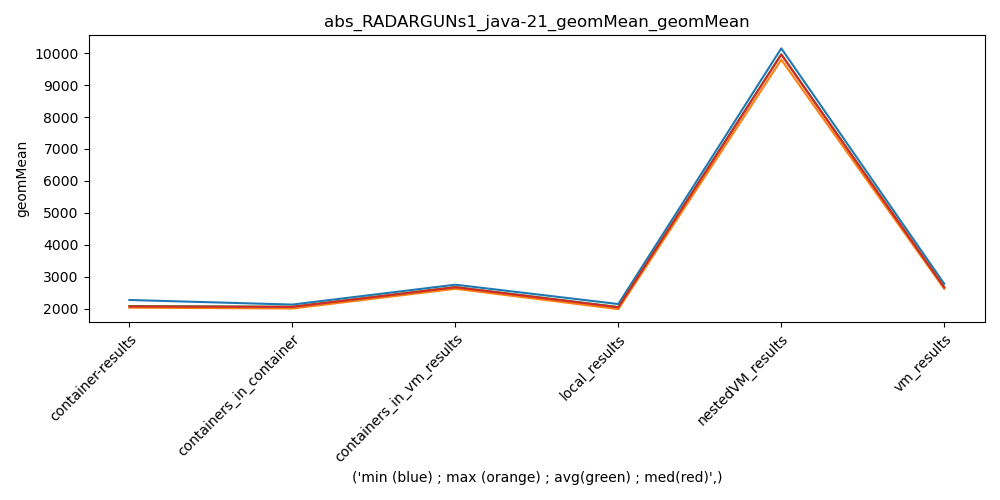 abs_RADARGUNs1_java-21_geomMean_geomMean
10000
9000
8000
7000
6000
5000
4000
3000
2000
geomMean
container-results
containers_in_container
containers_in_vm_results
local_results
nestedVM_results
vm_results
('min (blue) ; max (orange) ; avg(green) ; med(red)',)